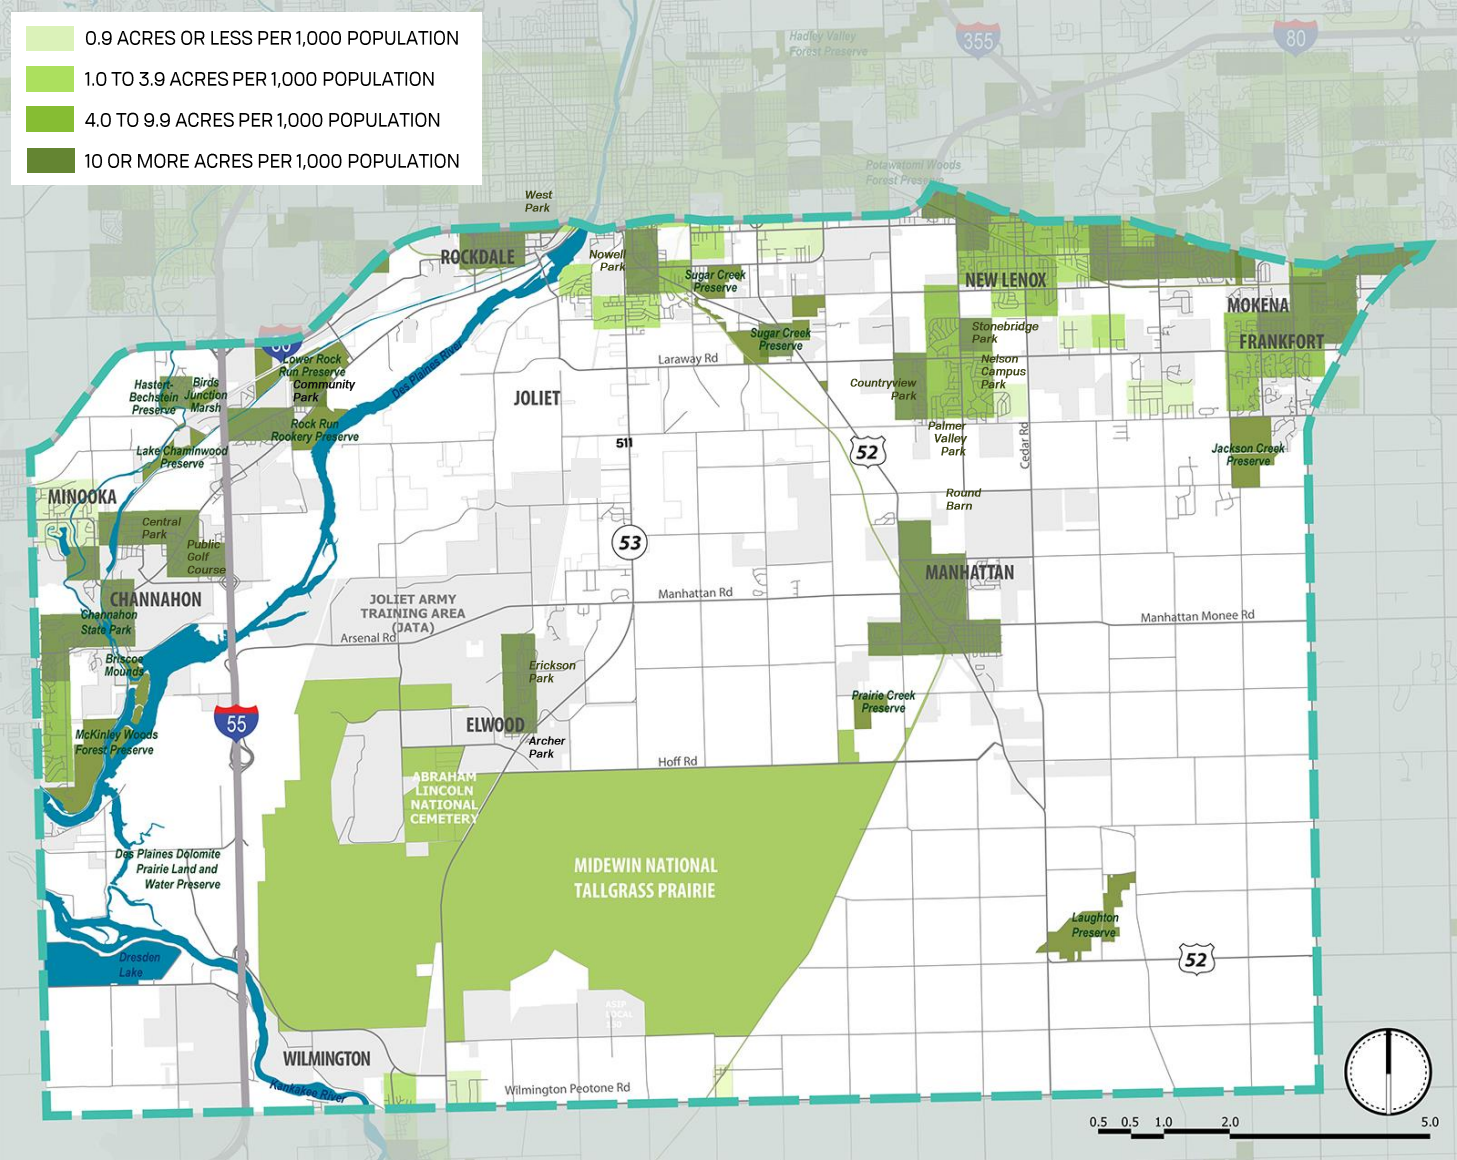 0.9 ACRES OR LESS PER 1,000 POPULATION
1.0 TO 3.9 ACRES PER 1,000 POPULATION
4.0 TO 9.9 ACRES PER 1,000 POPULATION
10 OR MORE ACRES PER 1,000 POPULATION
Hadley Valley
Forest Preserve
355
80
Potawatomi Woods
Forest Preserve
West
Park
ROCKDALE
Nowell
Park
Sugar Creek
Preserve
NEW LENOX
MOKENA
FRANKFORT
Sugar Creek
Preserve
Stonebridge
Park
Nelson
Campus
Park
Laraway Rd
Countryview
Park
Lower Rock
Run Preserve
Community
Park
Des Plaines River
Hastert-
Bechstein
Preserve
Birds
Junction
Marsh
JOLIET
Rock Run
Rookery Preserve
Palmer
Valley
Park
Cedar Rd
511
52
Jackson Creek
Preserve
Lake Chaminwood
Preserve
MINOOKA
Round
Barn
Central
Park
Public
Golf
Course
53
MANHATTAN
CHANNAHON
JOLIET ARMY
TRAINING AREA
(JATA)
Manhattan Rd
Manhattan Monee Rd
Channahon
State Park
Arsenal Rd
Briscoe
Mounds
Erickson
Park
Prairie Creek
Preserve
55
ELWOOD
McKinley Woods
Forest Preserve
Archer
Park
Hoff Rd
ABRAHAM
LINCOLN
NATIONAL
CEMETERY
Des Plaines Dolomite
Prairie Land and
Water Preserve
MIDEWIN NATIONAL
TALLGRASS PRAIRIE
Laughton
Preserve
52
Dresden
Lake
WILMINGTON
Kankakee River
Wilmington Peotone Rd
0.5 0.5 1.0 2.0 5.0